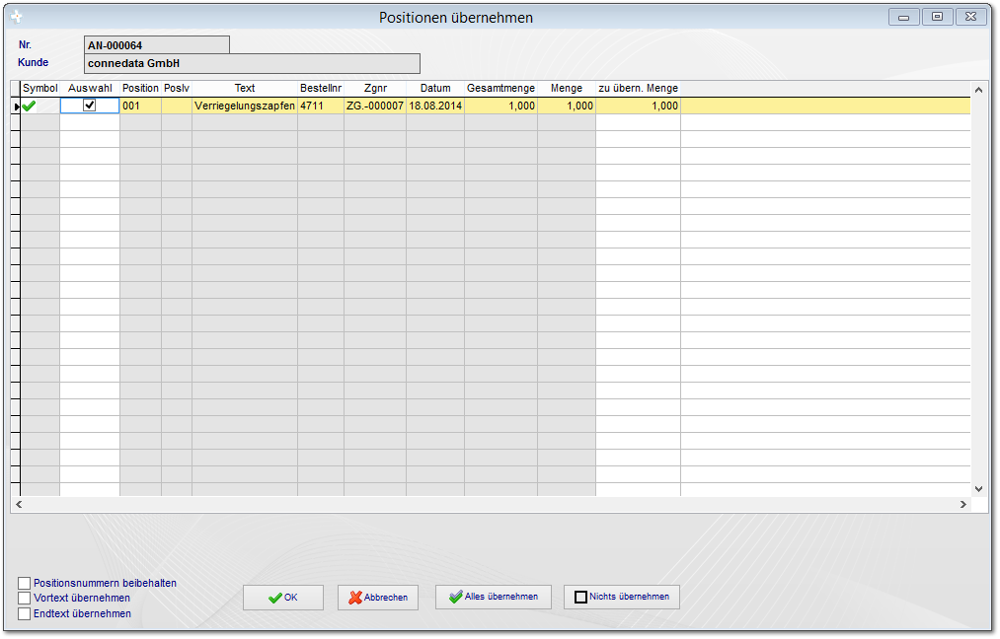 Positionen übernehmen
Nr. AN-000064
Kunde connedata GmbH
Symbol Auswahl Position Poslv Text Bestellnr Zgnr Datum Gesamtmenge Menge zu übern. Menge
001 Verriegelungszapfen 4711 ZG.-000007 18.08.2014 1,000 1,000 1,000
Positionsnummern beibehalten
Vortext übernehmen
Endtext übernehmen
OK Abbrechen Alles übernehmen Nichts übernehmen